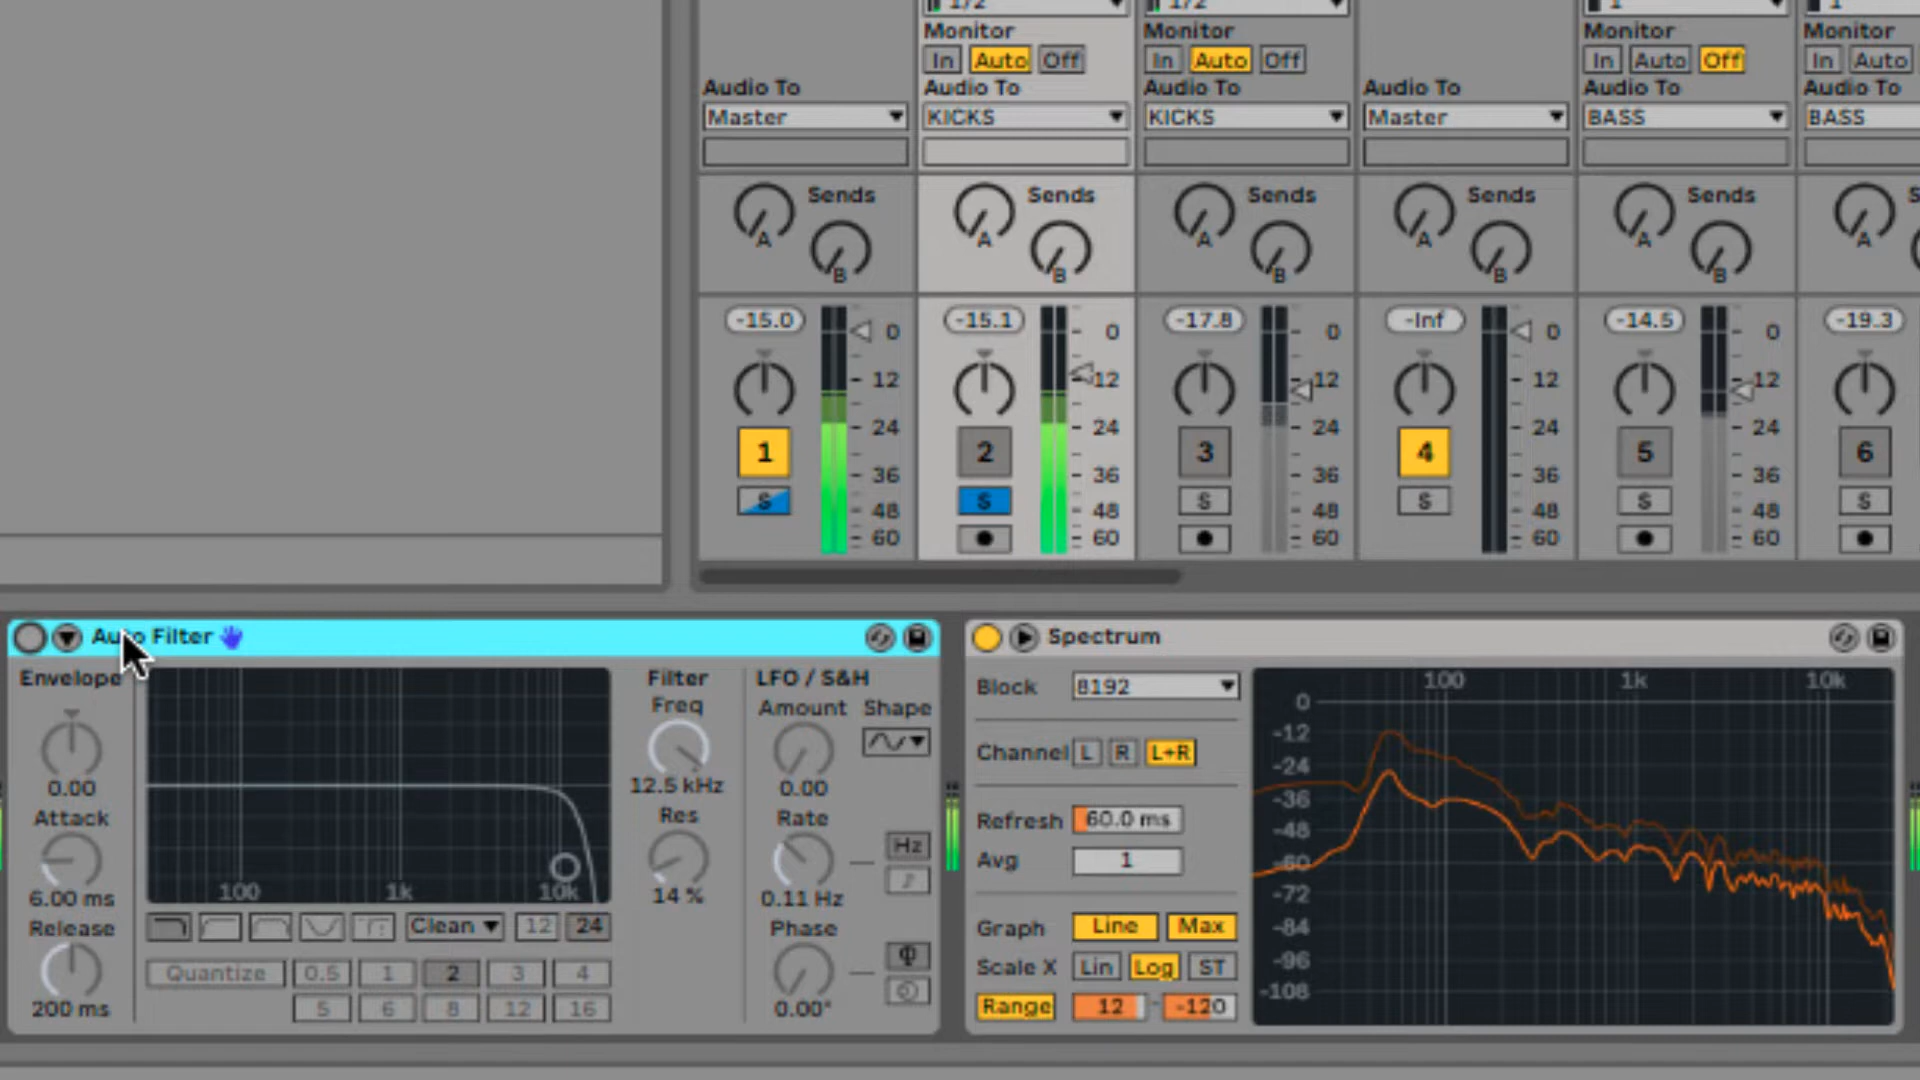 1/2 1/2 1 1
Monitor Monitor Monitor Monitor
In Auto Off In Auto Off In Auto Off In Auto
Audio To Audio To Audio To Audio To Audio To Audio To
Master KICKS KICKS Master BASS BASS
Sends Sends Sends Sends Sends S
A A A A A A
B B B B B
-15.0 -15.1 -17.8 -Inf -14.5 -19.3
0 0 0 0 0
12 12 12 12 12
24 24 24 24 24
1 2 3 4 5 6
36 36 36 36 36
S S S S S S
48 48 48 48 48
60 60 60 60 60
Auto Filter
Envelope
0.00
Attack
6.00 ms
Release
200 ms
100 1k 10k
Clean 12 24
Quantize 0.5 1 2 3 4
5 6 8 12 16
Filter
Freq
12.5 kHz
Res
14 %
LFO / S&H
Amount Shape
0.00
Rate
Hz
0.11 Hz
Phase
0.00°
Spectrum
Block 8192
Channel L R L+R
Refresh 60.0 ms
Avg 1
Graph Line Max
Scale X Lin Log ST
Range 12 - -120
100 1k 10k
0
-12
-24
-36
-48
-60
-72
-84
-96
-108